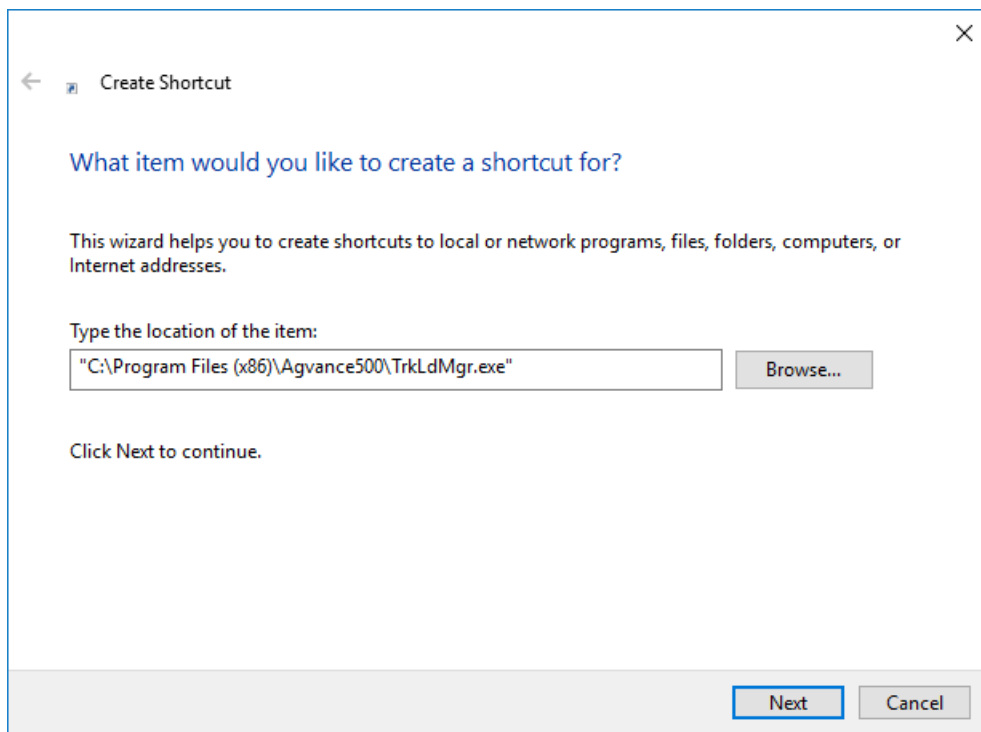 Create Shortcut
What item would you like to create a shortcut for?
This wizard helps you to create shortcuts to local or network programs, files, folders, computers, or
Internet addresses.
Type the location of the item:
"C:\Program Files (x86)\Agvance500\TrkLdMgr.exe"
Browse...
Click Next to continue.
Next
Cancel